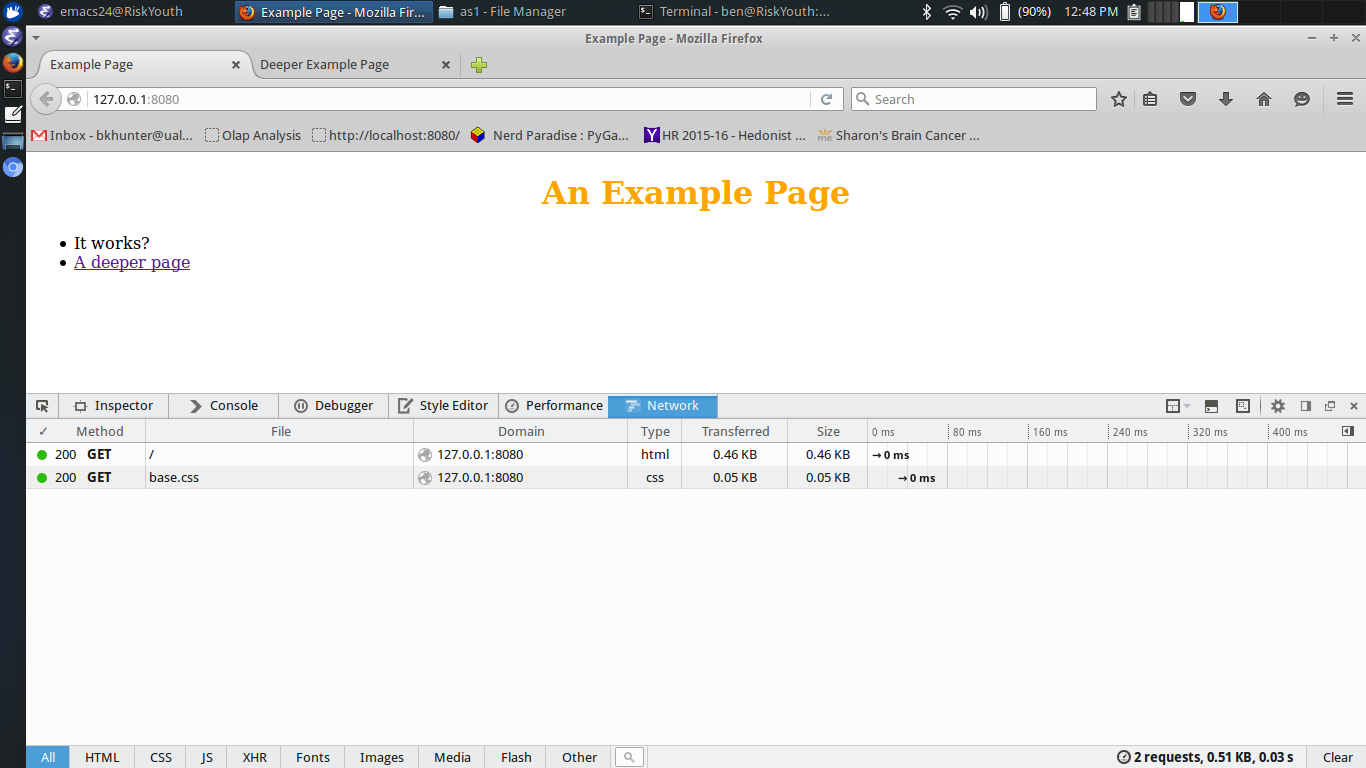 emacs24@RiskYouth Example Page - Mozilla Fir... as1 - File Manager Terminal - ben@RiskYouth:... (90%) 12:48 PM
Example Page - Mozilla Firefox
Example Page Deeper Example Page
127.0.0.1:8080 Search
Inbox - bkhunter@ual... Olap Analysis http://localhost:8080/ Nerd Paradise : PyGa... HR 2015-16 - Hedonist ... Sharon's Brain Cancer ...
An Example Page
It works?
A deeper page
Inspector Console Debugger Style Editor Performance Network
✓ Method File Domain Type Transferred Size 0 ms 80 ms 160 ms 240 ms 320 ms 400 ms
200 GET / 127.0.0.1:8080 html 0.46 KB 0.46 KB → 0 ms
200 GET base.css 127.0.0.1:8080 css 0.05 KB 0.05 KB → 0 ms
All HTML CSS JS XHR Fonts Images Media Flash Other 2 requests, 0.51 KB, 0.03 s Clear